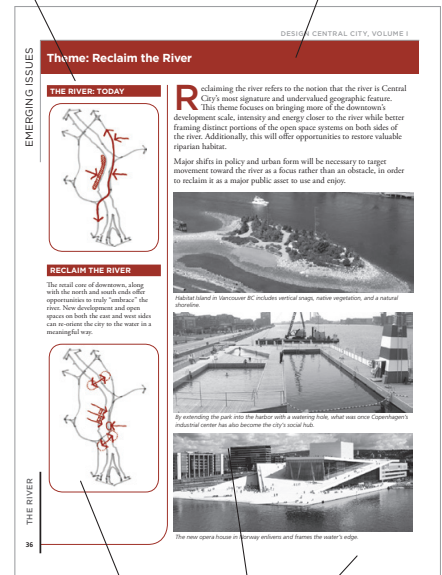 DESIGN CENTRAL CITY, VOLUME I
EMERGING ISSUES
Theme: Reclaim the River
THE RIVER: TODAY
Reclaiming the river refers to the notion that the river is Central
City's most signature and undervalued geographic feature.
This theme focuses on bringing more of the downtown's
development scale, intensity and energy closer to the river while better
framing distinct portions of the open space systems on both sides of
the river. Additionally, this will offer opportunities to restore valuable
riparian habitat.
Major shifts in policy and urban form will be necessary to target
movement toward the river as a focus rather than an obstacle, in order
to reclaim it as a major public asset to use and enjoy.
Habitat Island in Vancouver BC includes vertical snags, native vegetation, and a natural
shoreline.
RECLAIM THE RIVER
The retail core of downtown, along
with the north and south ends offer
opportunities to truly "embrace" the
river. New development and open
spaces on both the east and west sides
can re-orient the city to the water in a
meaningful way.
By extending the park into the harbor with a watering hole, what was once Copenhagen's
industrial center has also become the city's social hub.
The new opera house in Norway enlivens and frames the water's edge.
THE RIVER
36